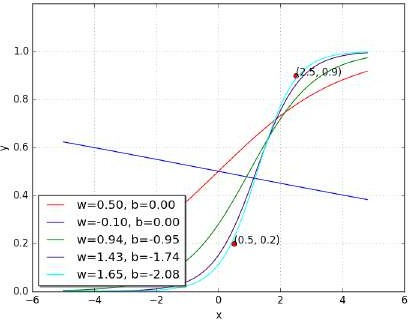 1.2
1.0
0.8
0.6
0.4
0.2
0.0
y
(2.5, 0.9)
(0.5, 0.2)
w=0.50, b=0.00
w=-0.10, b=0.00
w=0.94, b=-0.95
w=1.43, b=-1.74
w=1.65, b=-2.08
−6 −4 −2 0 2 4 6
x